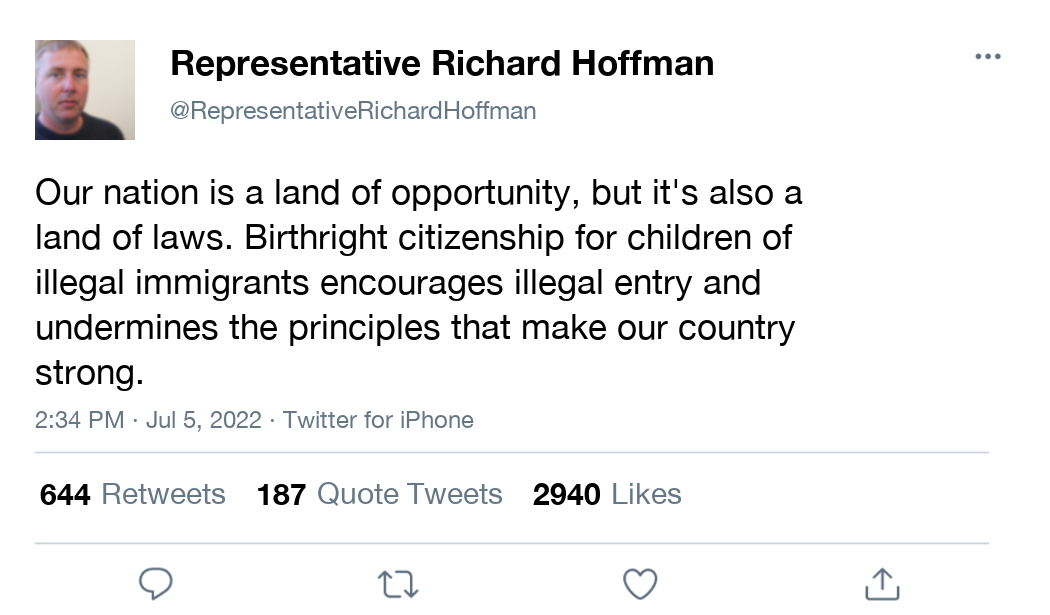 Representative Richard Hoffman
@RepresentativeRichardHoffman
Our nation is a land of opportunity, but it's also a
land of laws. Birthright citizenship for children of
illegal immigrants encourages illegal entry and
undermines the principles that make our country
strong.
2:34 PM · Jul 5, 2022 · Twitter for iPhone
644 Retweets 187 Quote Tweets 2940 Likes